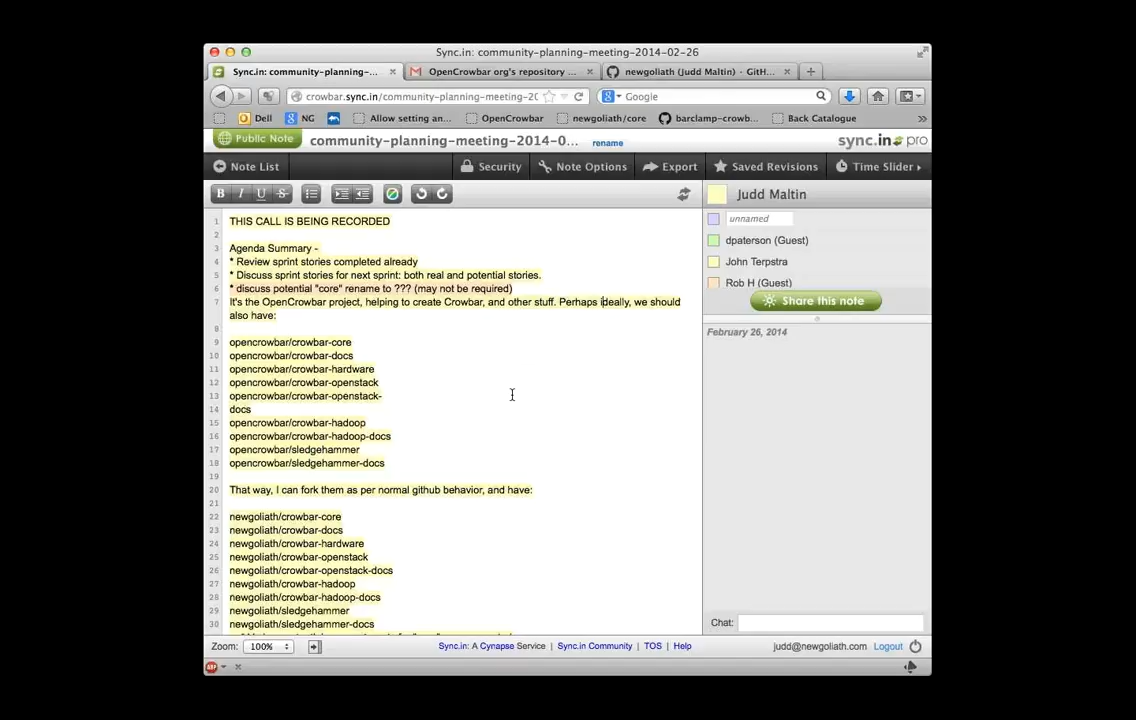 Sync.in: community-planning-meeting-2014-02-26
Sync.in: community-planning-...
OpenCrowbar org's repository ...
newgoliath (Judd Maltin) · GitH...
crowbar.sync.in/community-planning-meeting-2(
Google
Dell
NG
Allow setting an...
OpenCrowbar
newgoliath/core
barclamp-crowb...
Back Catalogue
Public Note
community-planning-meeting-2014-0...
rename
sync.in pro
Note List
Security
Note Options
Export
Saved Revisions
Time Slider
B I U S
Judd Maltin
unnamed
dpaterson (Guest)
John Terpstra
Rob H (Guest)
Share this note
February 26, 2014
1 THIS CALL IS BEING RECORDED
2
3 Agenda Summary -
4 * Review sprint stories completed already
5 * Discuss sprint stories for next sprint: both real and potential stories.
6 * discuss potential "core" rename to ??? (may not be required)
7 It's the OpenCrowbar project, helping to create Crowbar, and other stuff. Perhaps ideally, we should
also have:
8
9 opencrowbar/crowbar-core
10 opencrowbar/crowbar-docs
11 opencrowbar/crowbar-hardware
12 opencrowbar/crowbar-openstack
13 opencrowbar/crowbar-openstack-
14 docs
15 opencrowbar/crowbar-hadoop
16 opencrowbar/crowbar-hadoop-docs
17 opencrowbar/sledgehammer
18 opencrowbar/sledgehammer-docs
19
20 That way, I can fork them as per normal github behavior, and have:
21
22 newgoliath/crowbar-core
23 newgoliath/crowbar-docs
24 newgoliath/crowbar-hardware
25 newgoliath/crowbar-openstack
26 newgoliath/crowbar-openstack-docs
27 newgoliath/crowbar-hadoop
28 newgoliath/crowbar-hadoop-docs
29 newgoliath/sledgehammer
30 newgoliath/sledgehammer-docs
Chat:
Zoom: 100%
Sync.in: A Cynapse Service | Sync.in Community | TOS | Help
judd@newgoliath.com Logout
ABP